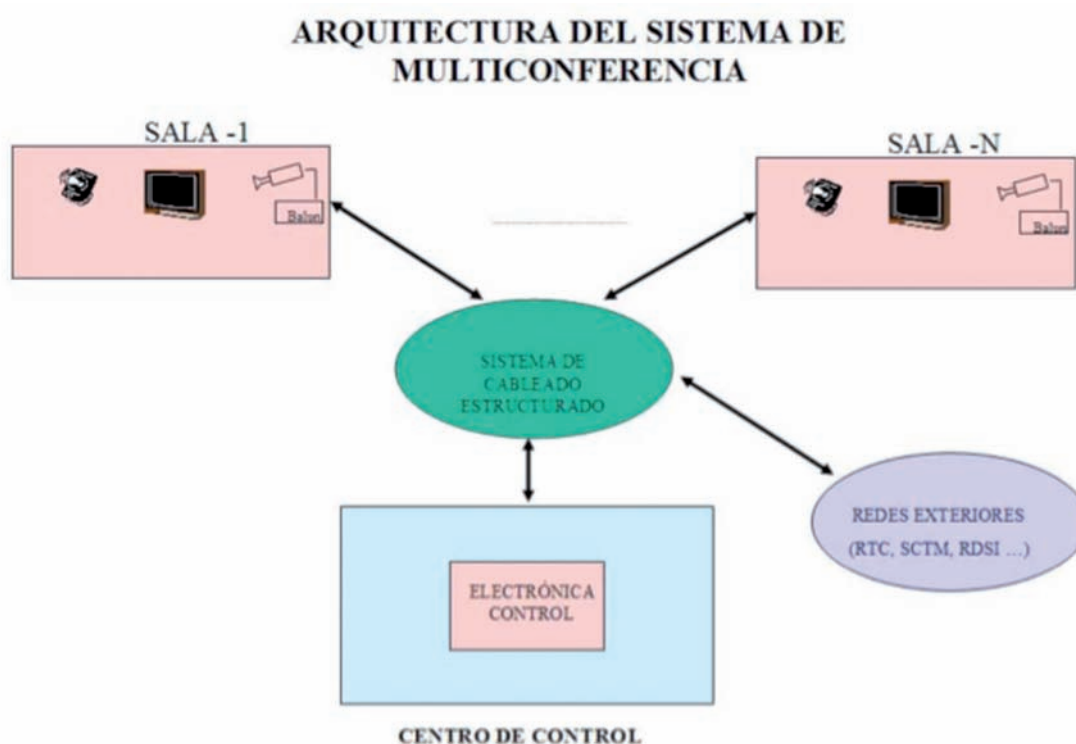 ARQUITECTURA DEL SISTEMA DE
MULTICONFERENCIA
SALA -1
SALA -N
Balun
Balun
SISTEMA DE
CABLEADO
ESTRUCTURADO
REDES EXTERIORES
(RTC, SCTM, RDSI ...)
ELECTRÓNICA
CONTROL
CENTRO DE CONTROL